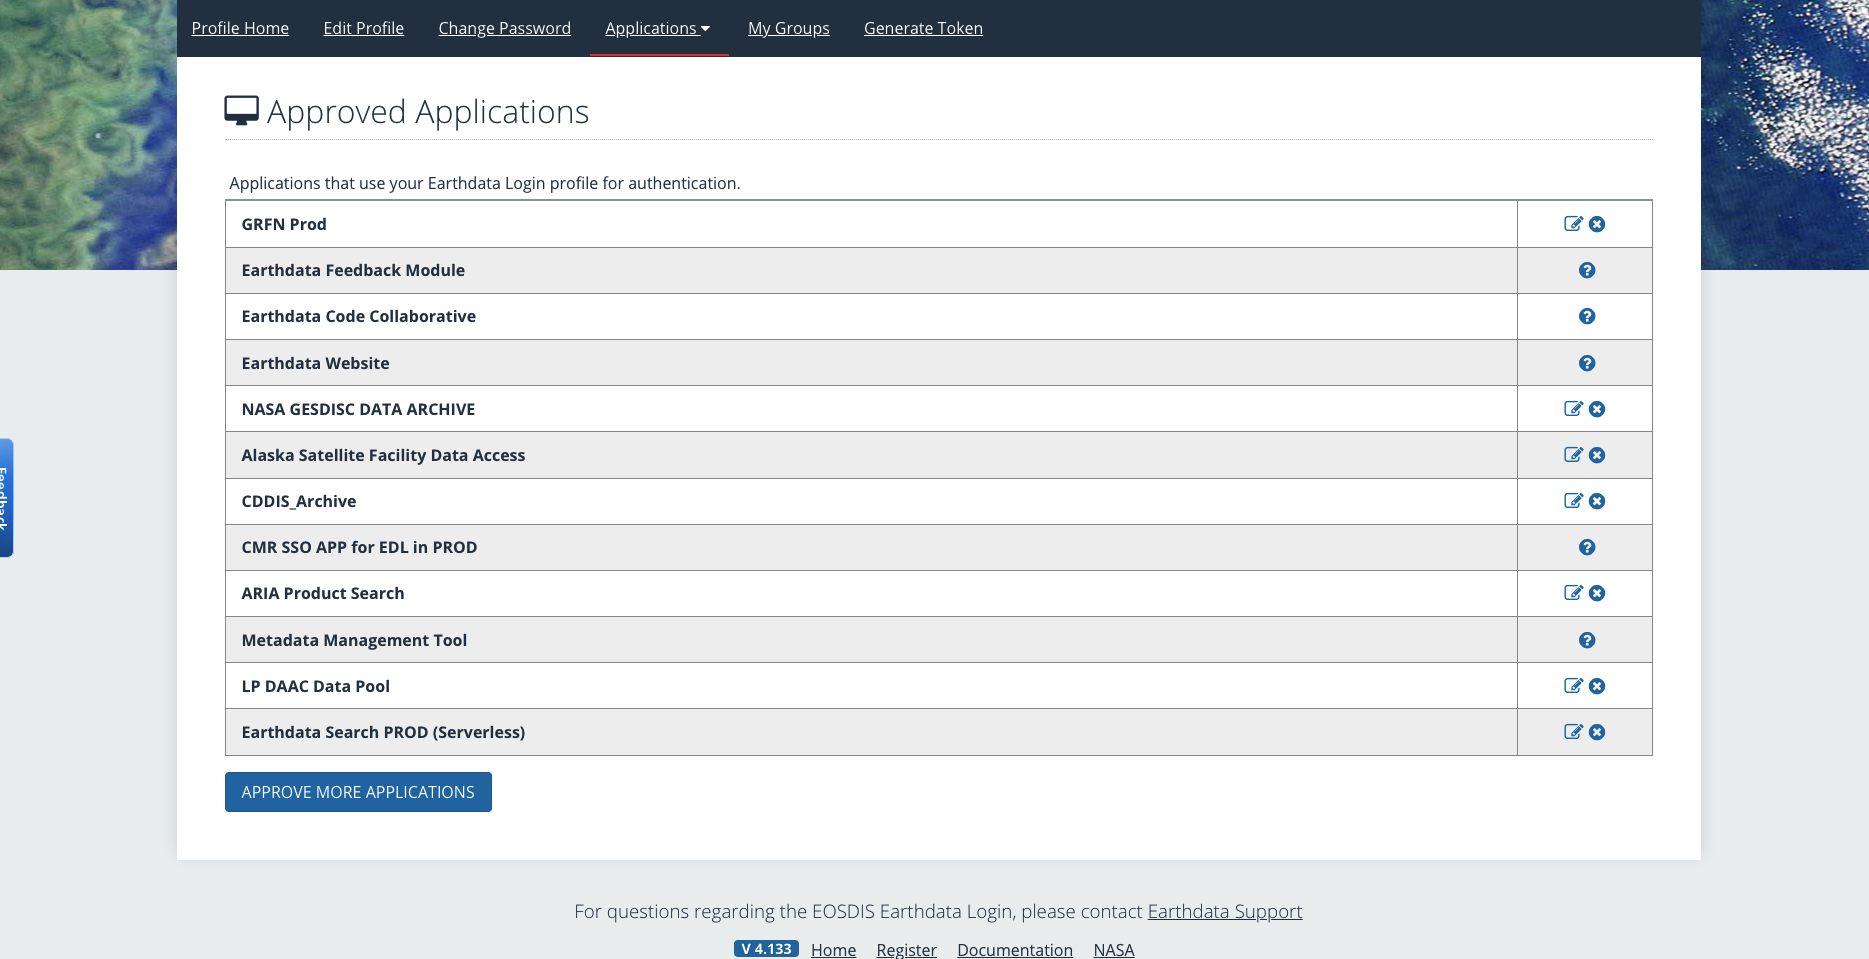 Profile Home Edit Profile Change Password Applications My Groups Generate Token
Approved Applications
Applications that use your Earthdata Login profile for authentication.
GRFN Prod
Earthdata Feedback Module
Earthdata Code Collaborative
Earthdata Website
NASA GESDISC DATA ARCHIVE
Alaska Satellite Facility Data Access
CDDIS_Archive
CMR SSO APP for EDL in PROD
ARIA Product Search
Metadata Management Tool
LP DAAC Data Pool
Earthdata Search PROD (Serverless)
APPROVE MORE APPLICATIONS
Feedback
For questions regarding the EOSDIS Earthdata Login, please contact Earthdata Support
V 4.133 Home Register Documentation NASA